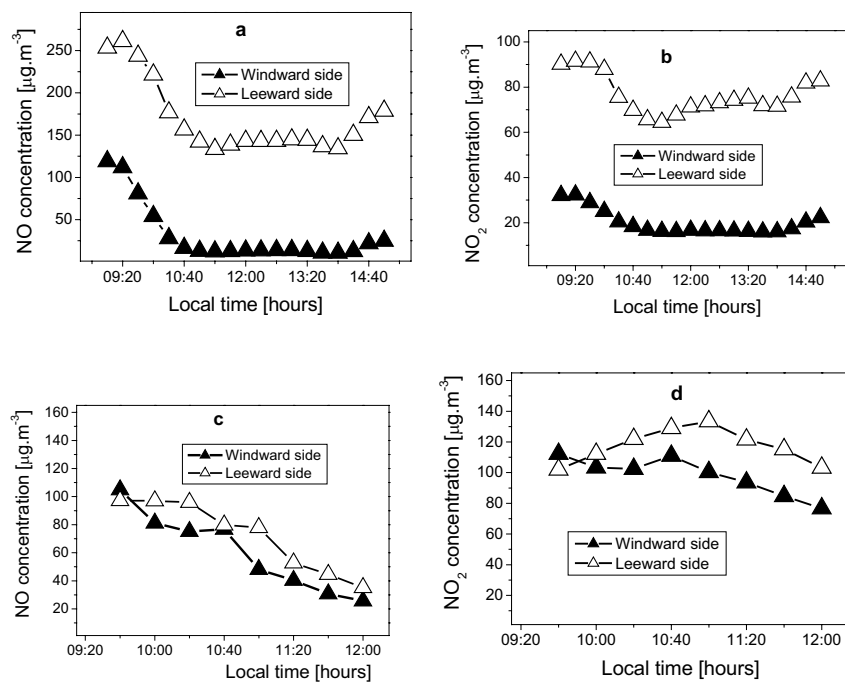 a
NO concentration [µg.m⁻³]
250
200
150
100
50
Windward side
Leeward side
09:20 10:40 12:00 13:20 14:40
Local time [hours]
b
NO₂ concentration [µg.m⁻³]
100
80
60
40
20
Windward side
Leeward side
09:20 10:40 12:00 13:20 14:40
Local time [hours]
c
NO concentration [µg.m⁻³]
160
140
120
100
80
60
40
20
Windward side
Leeward side
09:20 10:00 10:40 11:20 12:00
Local time [hours]
d
NO₂ concentration [µg.m⁻³]
160
140
120
100
80
60
40
20
Windward side
Leeward side
09:20 10:00 10:40 11:20 12:00
Local time [hours]